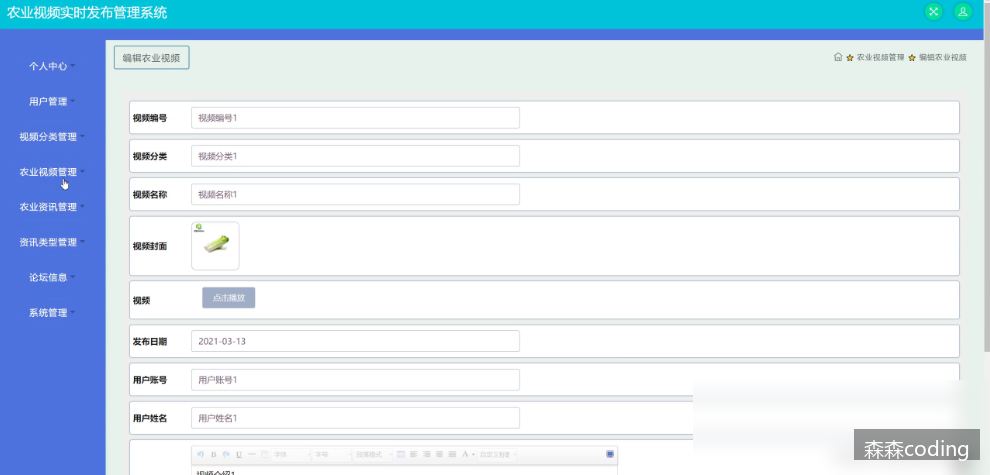 农业视频实时发布管理系统
编辑农业视频
农业视频管理 编辑农业视频
个人中心
用户管理
视频分类管理
农业视频管理
农业资讯管理
资讯类型管理
论坛信息
系统管理
视频编号 视频编号1
视频分类 视频分类1
视频名称 视频名称1
视频封面
视频 点击播放
发布日期 2021-03-13
用户账号 用户账号1
用户姓名 用户姓名1
B U 字体 字号 段落格式 A 自定义标题
视频介绍1
森森coding